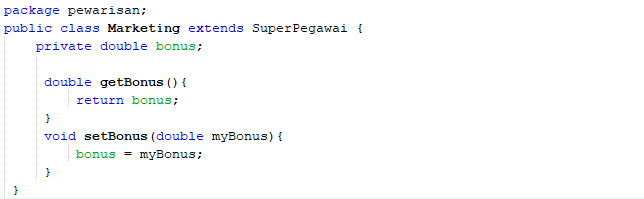 package pewarisan;
public class Marketing extends SuperPegawai {
private double bonus;
double getBonus(){
return bonus;
}
void setBonus(double myBonus){
bonus = myBonus;
}
}